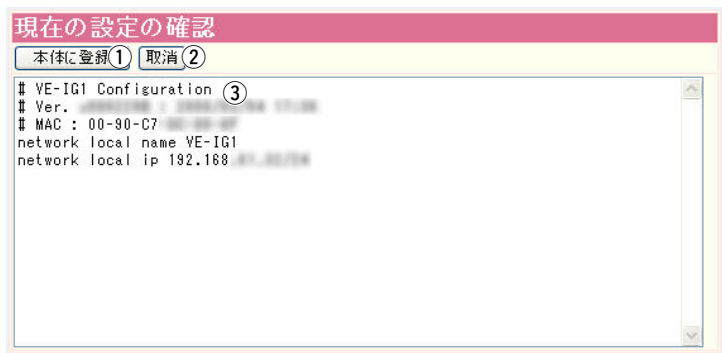 現在の設定の確認
本体に登録① 取消②
# VE-IG1 Configuration ③
# Ver.
# MAC : 00-90-C7
network local name VE-IG1
network local ip 192.168